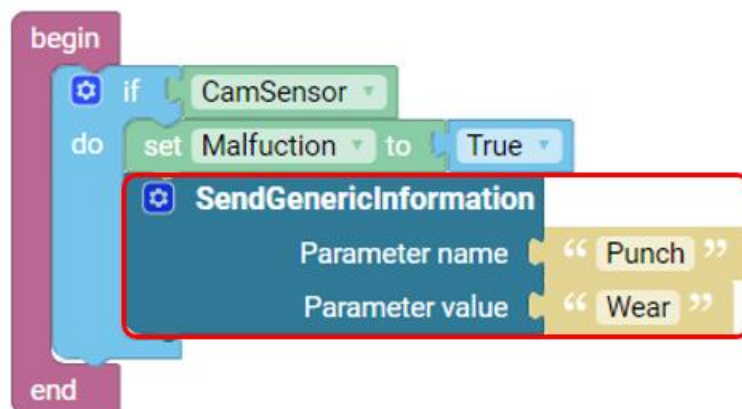 begin
if CamSensor
do set Malfuction to True
SendGenericInformation
Parameter name “ Punch ”
Parameter value “ Wear ”
end